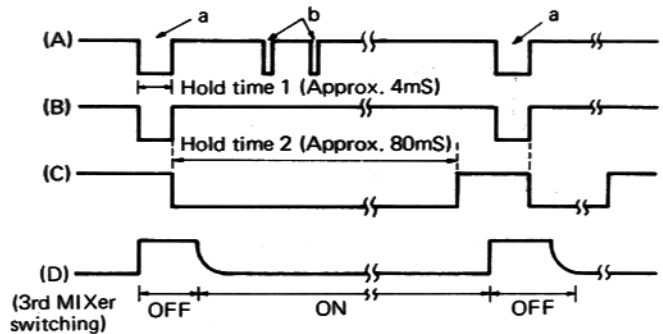 a b a
(A)
Hold time 1 (Approx. 4mS)
(B)
Hold time 2 (Approx. 80mS)
(C)
(D)
(3rd MIXer OFF ON OFF
switching)